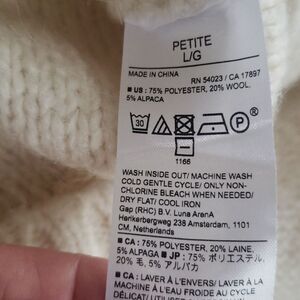 PETITE
L/G
MADE IN CHINA
RN 54023 / CA 17897
■ US : 75% POLYESTER, 20% WOOL,
5% ALPACA
30
P
®
1166
WASH INSIDE OUT/ MACHINE WASH
COLD GENTLE CYCLE/ ONLY NON-
CHLORINE BLEACH WHEN NEEDED/
DRY FLAT/ COOL IRON
Gap (RHC) B.V. Luna ArenA
Herikerbergweg 238 Amsterdam, 1101
CM, Netherlands
■ CA : 75% POLYESTER, 20% LAINE,
5% ALPAGA ■ JP : 75% ポリエステル,
20% 毛, 5% アルパカ
■ CA : LAVER À L'ENVERS/ LAVER À LA
MACHINE À L'EAU FROIDE AU CYCLE
DÉLICAT/ UTILISER